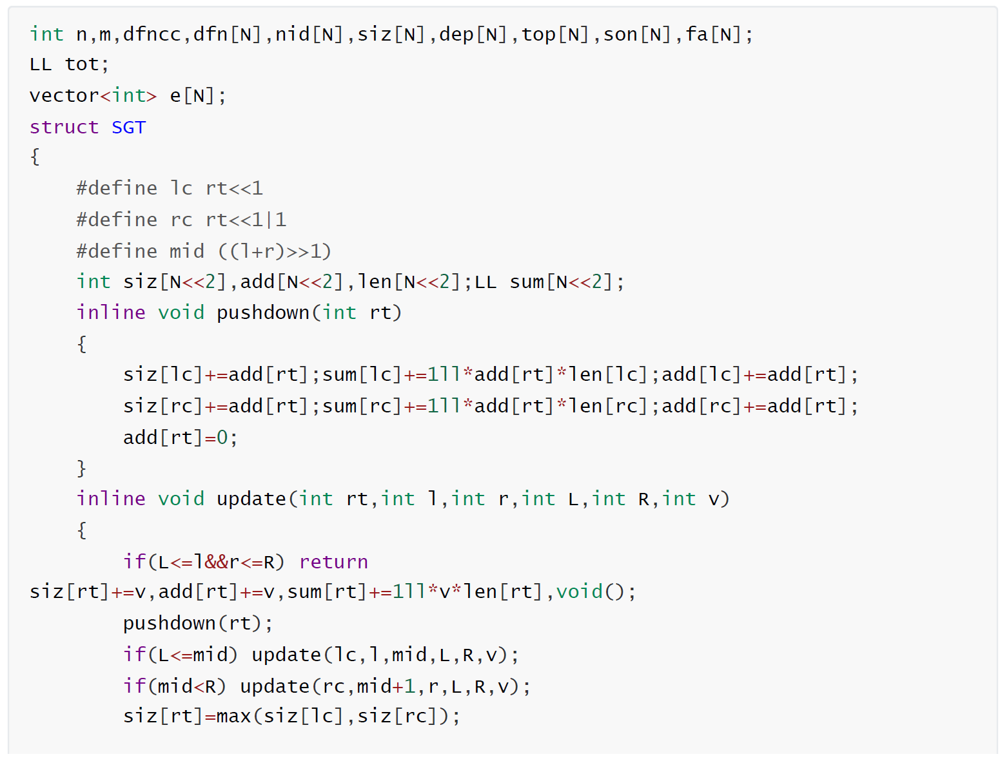 int n,m,dfncc,dfn[N],nid[N],siz[N],dep[N],top[N],son[N],fa[N];
LL tot;
vector<int> e[N];
struct SGT
{
    #define lc rt<<1
    #define rc rt<<1|1
    #define mid ((l+r)>>1)
    int siz[N<<2],add[N<<2],len[N<<2];LL sum[N<<2];
    inline void pushdown(int rt)
    {
        siz[lc]+=add[rt];sum[lc]+=1ll*add[rt]*len[lc];add[lc]+=add[rt];
        siz[rc]+=add[rt];sum[rc]+=1ll*add[rt]*len[rc];add[rc]+=add[rt];
        add[rt]=0;
    }
    inline void update(int rt,int l,int r,int L,int R,int v)
    {
        if(L<=l&&r<=R) return
siz[rt]+=v,add[rt]+=v,sum[rt]+=1ll*v*len[rt],void();
        pushdown(rt);
        if(L<=mid) update(lc,l,mid,L,R,v);
        if(mid<R) update(rc,mid+1,r,L,R,v);
        siz[rt]=max(siz[lc],siz[rc]);